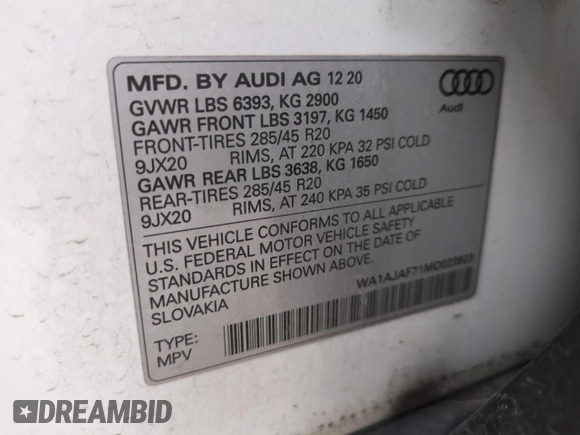 MFD. BY AUDI AG 12 20
GVWR LBS 6393, KG 2900
GAWR FRONT LBS 3197, KG 1450
FRONT-TIRES 285/45 R20
9JX20 RIMS, AT 220 KPA 32 PSI COLD
GAWR REAR LBS 3638, KG 1650
REAR-TIRES 285/45 R20
9JX20 RIMS, AT 240 KPA 35 PSI COLD
Audi
THIS VEHICLE CONFORMS TO ALL APPLICABLE
U.S. FEDERAL MOTOR VEHICLE SAFETY
STANDARDS IN EFFECT ON THE DATE OF
MANUFACTURE SHOWN ABOVE.
SLOVAKIA
WA1AJAF71MD023923
TYPE:
MPV
DREAMBID